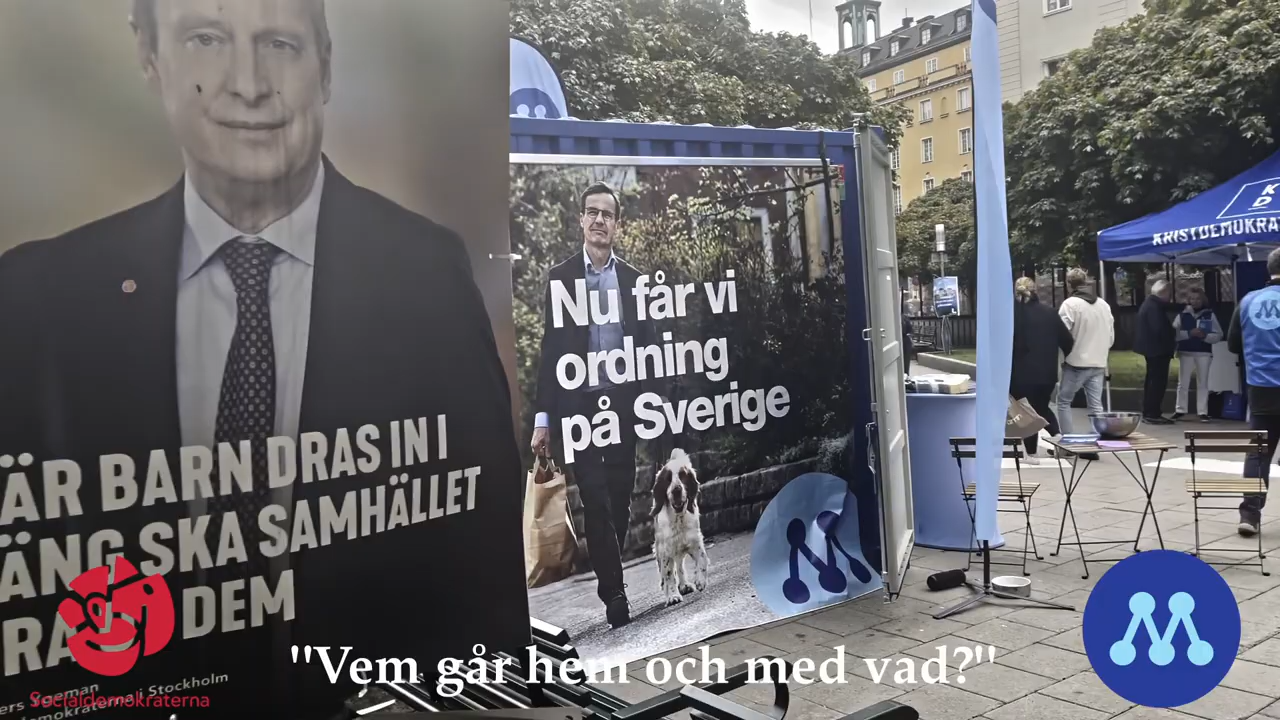 ÄR BARN DRAS IN I
ÄNG SKA SAMHÄLLET
DEM
i Stockholm
Socialdemokraterna
Nu får vi
ordning
på Sverige
K
D
KRISTDEMOKRA
"Vem går hem och med vad?"